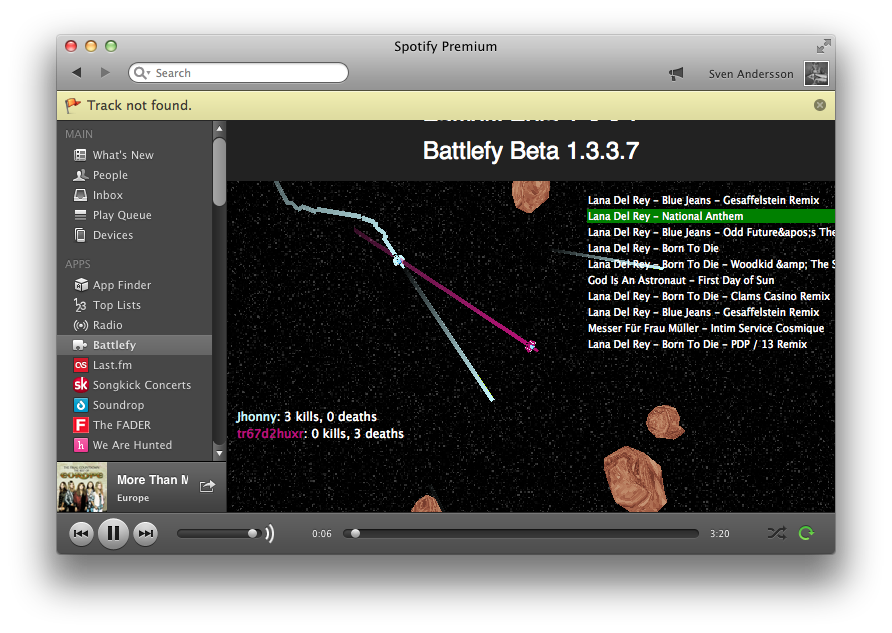 Spotify Premium
Search
Sven Andersson
Track not found.
MAIN
What's New
People
Inbox
Play Queue
Devices
APPS
App Finder
Top Lists
Radio
Battlefy
Last.fm
Songkick Concerts
Soundrop
The FADER
We Are Hunted
More Than M
Europe
Battlefy Beta 1.3.3.7
Lana Del Rey – Blue Jeans – Gesaffelstein Remix
Lana Del Rey – National Anthem
Lana Del Rey – Blue Jeans – Odd Future&apos;s The
Lana Del Rey – Born To Die
Lana Del Rey – Born To Die – Woodkid &amp; The S
God Is An Astronaut – First Day of Sun
Lana Del Rey – Born To Die – Clams Casino Remix
Lana Del Rey – Blue Jeans – Gesaffelstein Remix
Messer Für Frau Müller – Intim Service Cosmique
Lana Del Rey – Born To Die – PDP / 13 Remix
Jhonny: 3 kills, 0 deaths
tr67d2huxr: 0 kills, 3 deaths
0:06
3:20